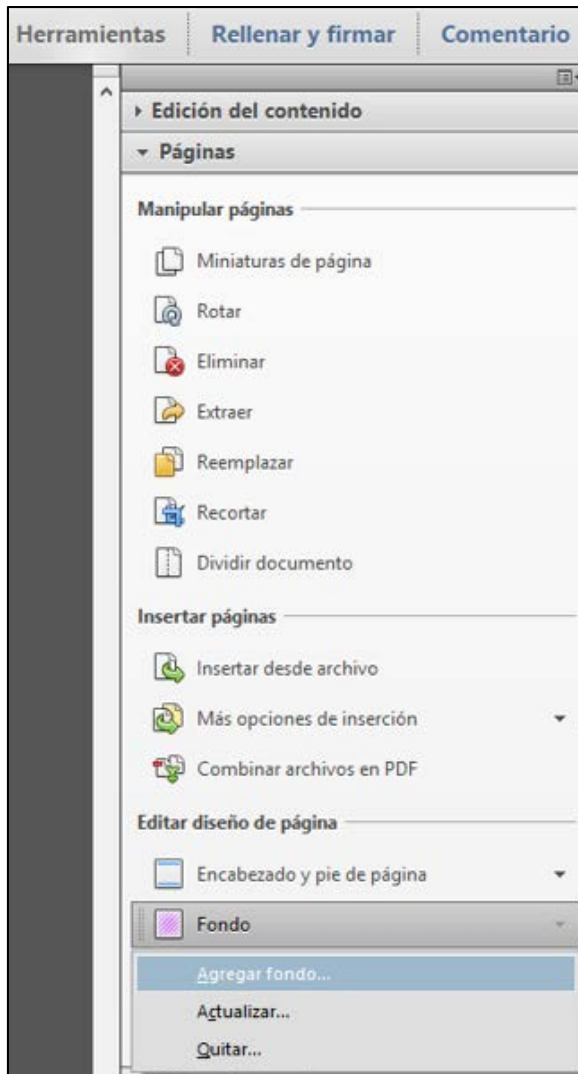 Herramientas Rellenar y firmar Comentario
Edición del contenido
Páginas
Manipular páginas
Miniaturas de página
Rotar
Eliminar
Extraer
Reemplazar
Recortar
Dividir documento
Insertar páginas
Insertar desde archivo
Más opciones de inserción
Combinar archivos en PDF
Editar diseño de página
Encabezado y pie de página
Fondo
Agregar fondo...
Actualizar...
Quitar...